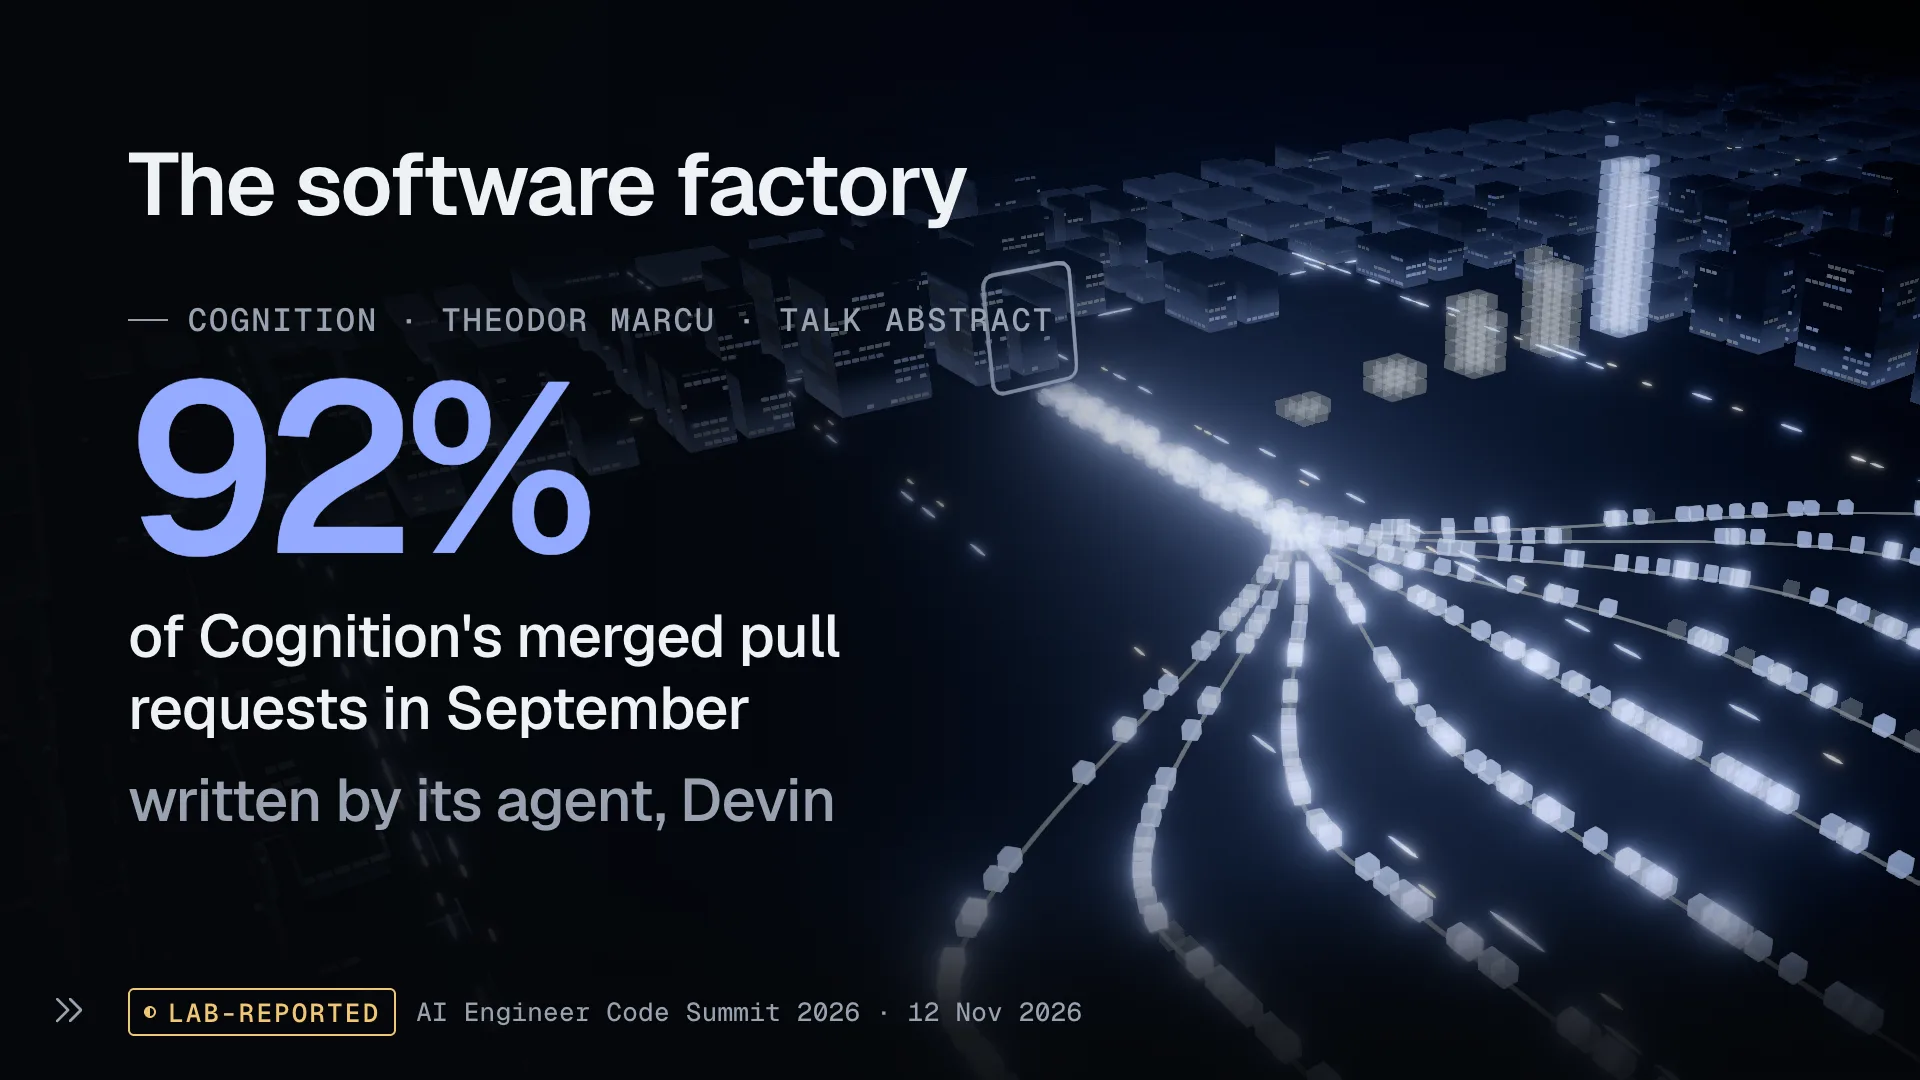 The software factory
COGNITION · THEODOR MARCU · TALK ABSTRACT
92%
of Cognition's merged pull
requests in September
written by its agent, Devin
LAB-REPORTED AI Engineer Code Summit 2026 · 12 Nov 2026